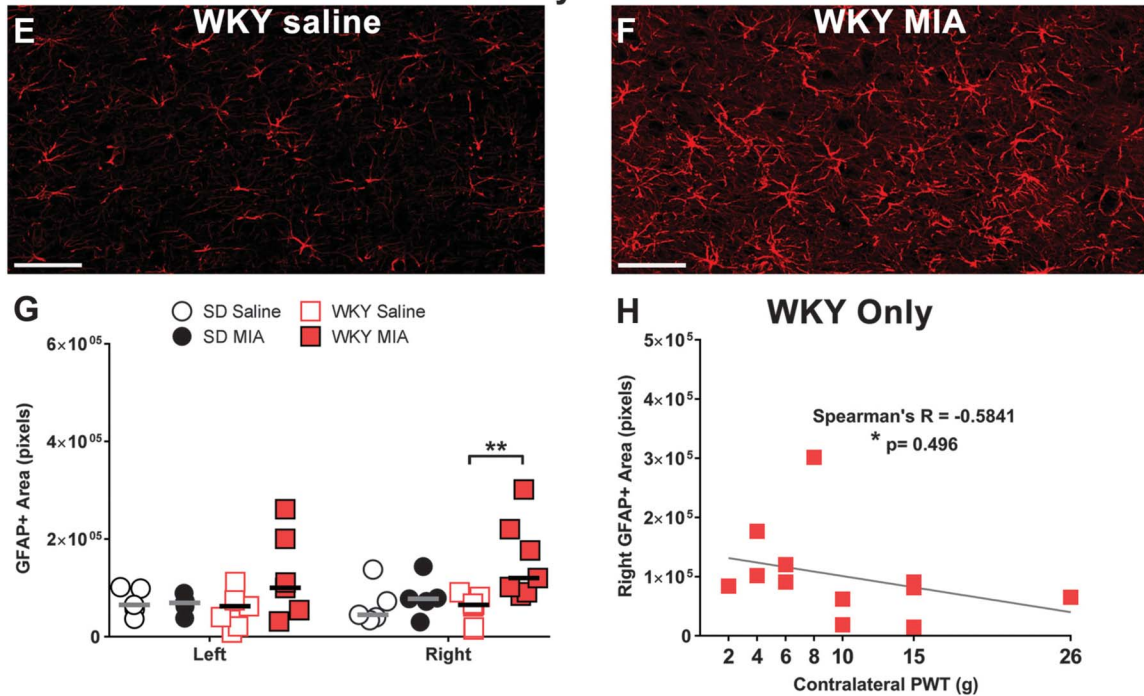 E WKY saline
F WKY MIA
G
SD Saline
WKY Saline
SD MIA
WKY MIA
6×10⁰⁵
4×10⁰⁵
2×10⁰⁵
0
GFAP+ Area (pixels)
**
Left Right
H WKY Only
5×10⁵
4×10⁵
3×10⁵
2×10⁵
1×10⁵
0
Right GFAP+ Area (pixels)
Spearman's R = -0.5841
* p= 0.496
2 4 6 8 10 15 26
Contralateral PWT (g)